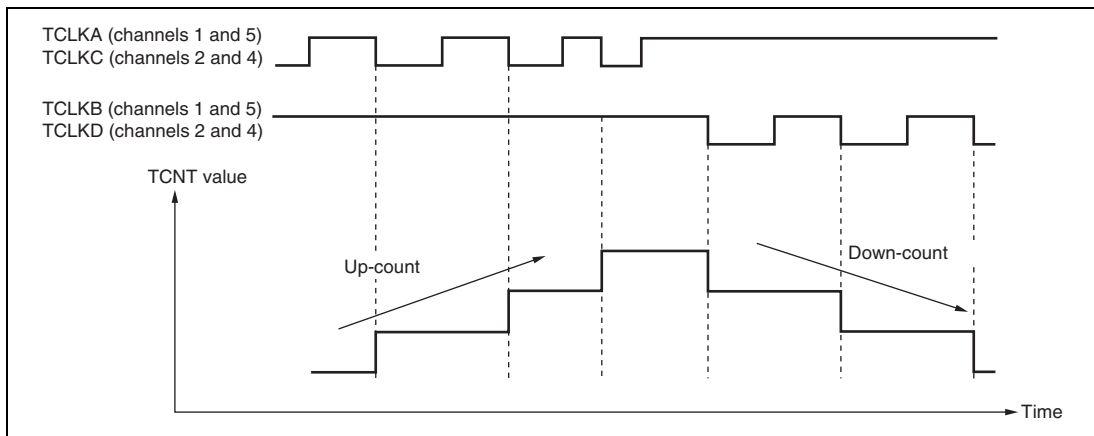 TCLKA (channels 1 and 5)
TCLKC (channels 2 and 4)
TCLKB (channels 1 and 5)
TCLKD (channels 2 and 4)
TCNT value
Up-count
Down-count
Time